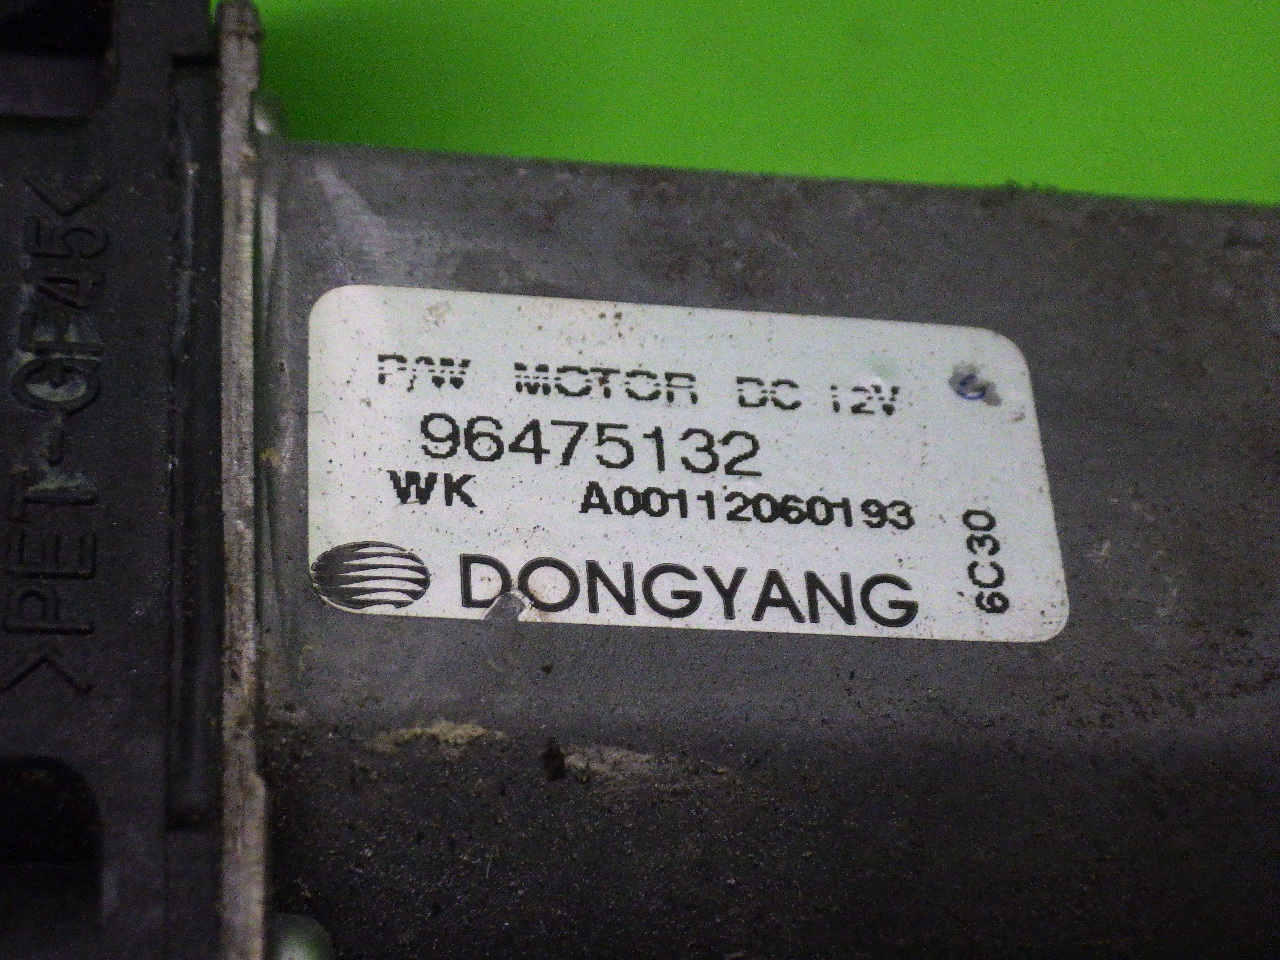 >PET-GF45<
P/W MOTOR DC 12V
96475132
WK A00112060193
6C30
DONGYANG